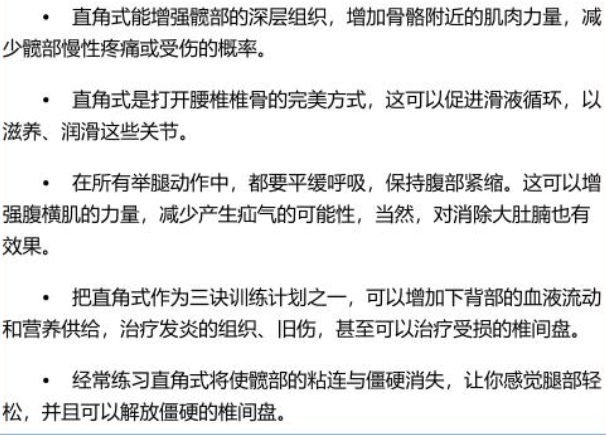 • 直角式能增强髋部的深层组织，增加骨骼附近的肌肉力量，减
少髋部慢性疼痛或受伤的概率。
• 直角式是打开腰椎椎骨的完美方式，这可以促进滑液循环，以
滋养、润滑这些关节。
• 在所有举腿动作中，都要平缓呼吸，保持腹部紧缩。这可以增
强腹横肌的力量，减少产生疝气的可能性，当然，对消除大肚腩也有
效果。
• 把直角式作为三诀训练计划之一，可以增加下背部的血液流动
和营养供给，治疗发炎的组织、旧伤，甚至可以治疗受损的椎间盘。
• 经常练习直角式将使髋部的粘连与僵硬消失，让你感觉腿部轻
松，并且可以解放僵硬的椎间盘。